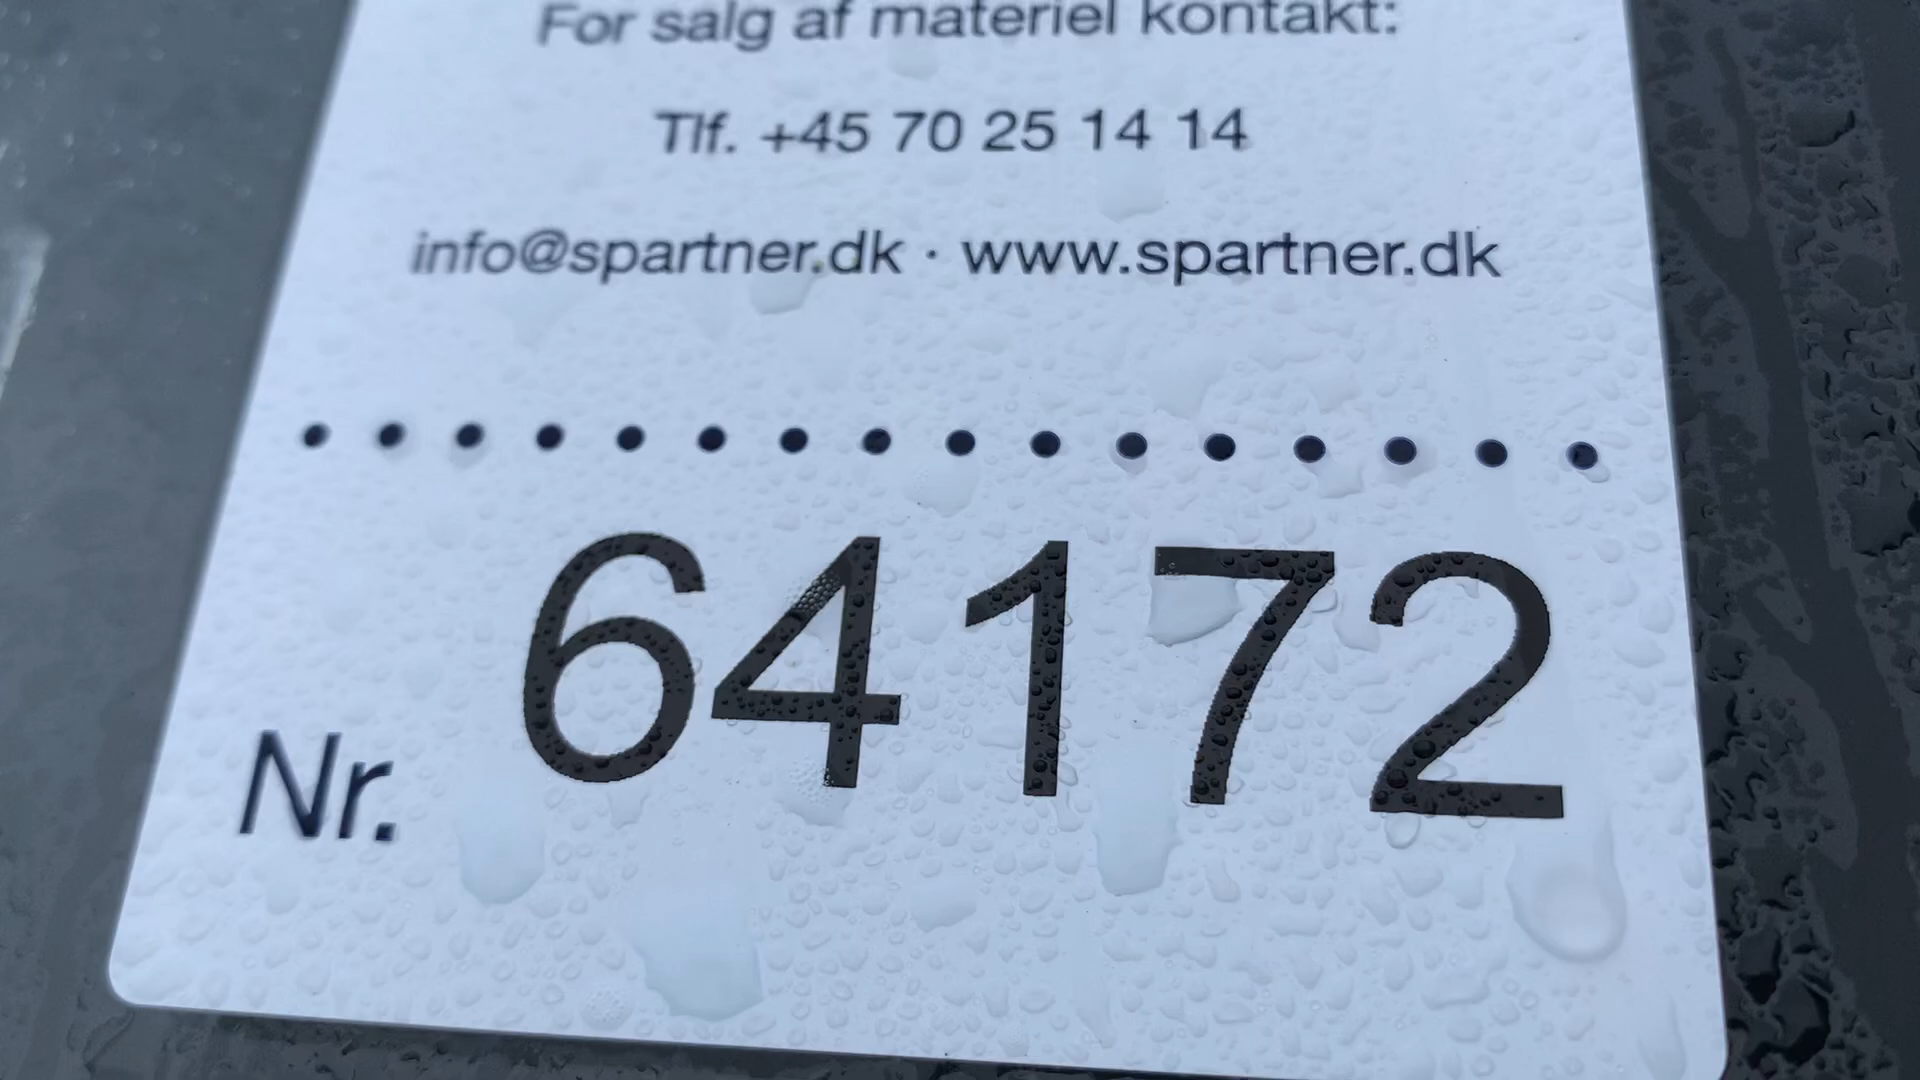 For salg af materiel kontakt:
Tlf. +45 70 25 14 14
info@spartner.dk · www.spartner.dk
Nr. 64172